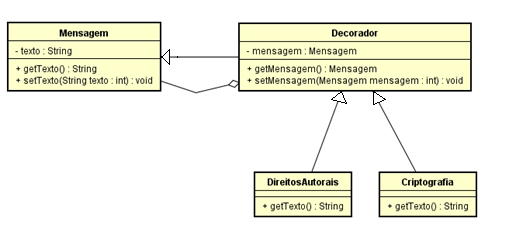 Mensagem
- texto : String
+ getTexto() : String
+ setTexto(String texto : int) : void
Decorador
- mensagem : Mensagem
+ getMensagem() : Mensagem
+ setMensagem(Mensagem mensagem : int) : void
DireitosAutorais
+ getTexto() : String
Criptografia
+ getTexto() : String